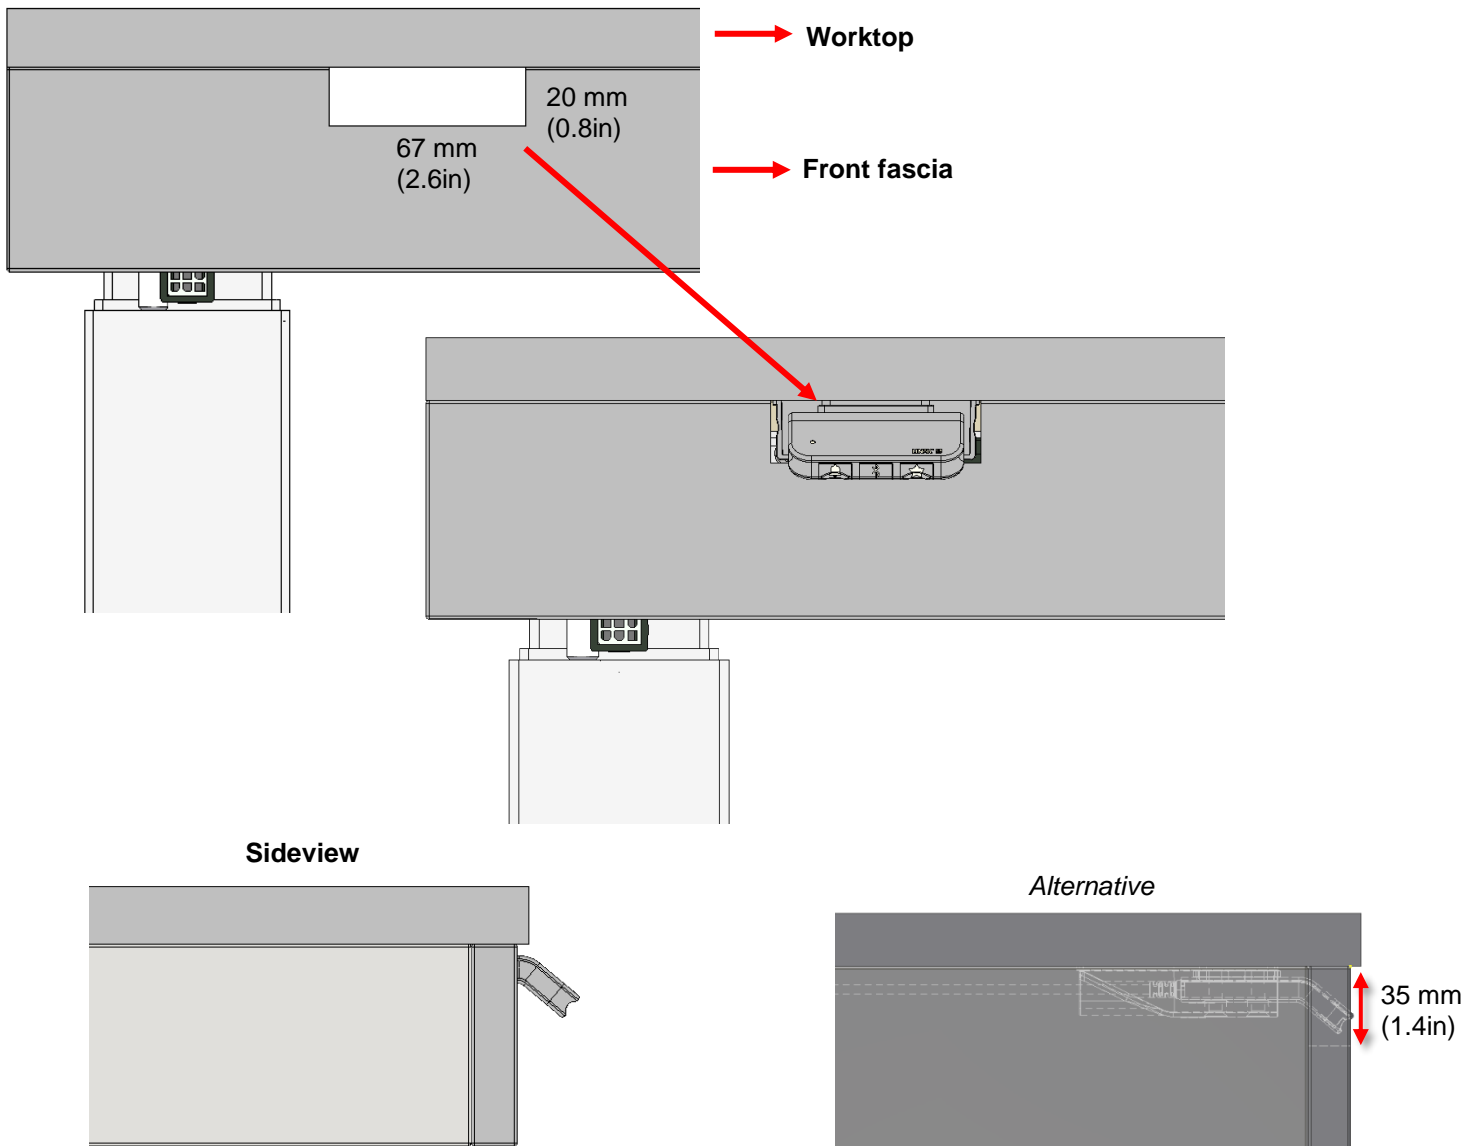 Worktop
20 mm
(0.8in)
67 mm
(2.6in)
Front fascia
Sideview
Alternative
35 mm
(1.4in)